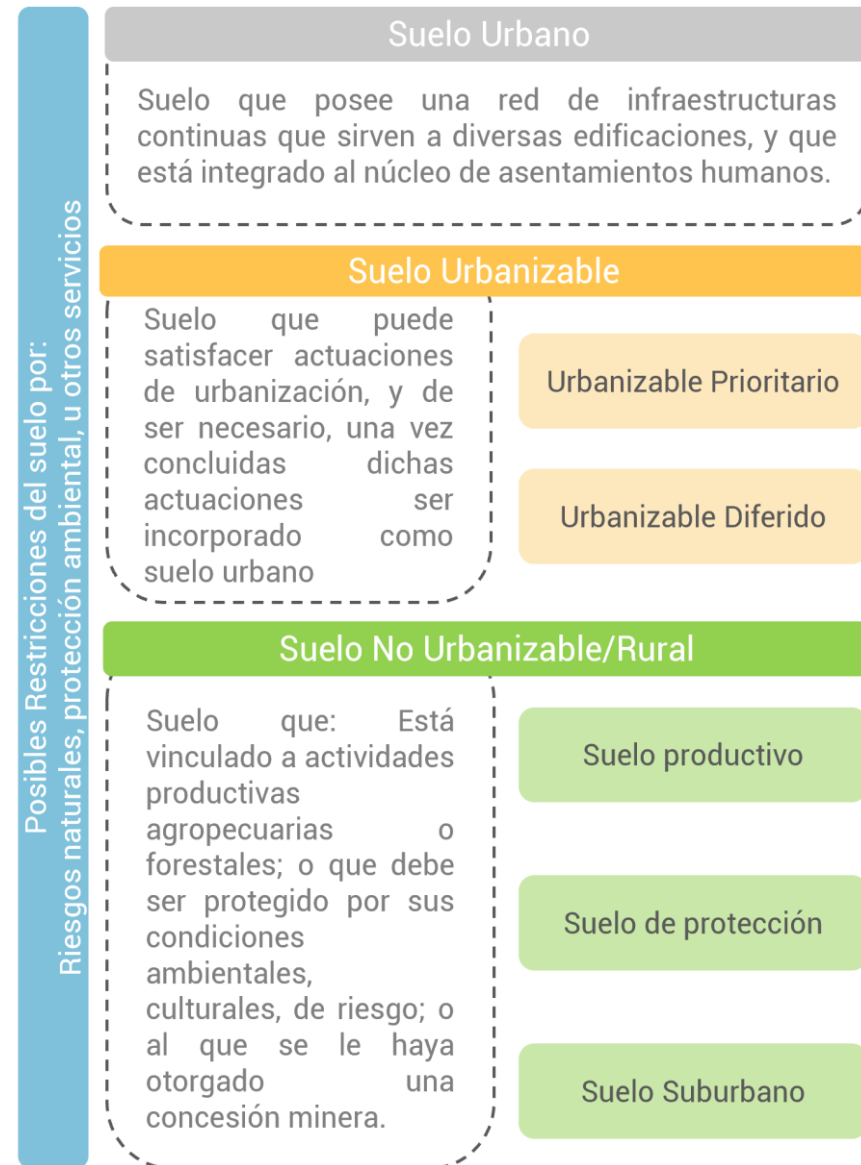 Posibles Restricciones del suelo por:
Riesgos naturales, protección ambiental, u otros servicios
Suelo Urbano
Suelo que posee una red de infraestructuras
continuas que sirven a diversas edificaciones, y que
está integrado al núcleo de asentamientos humanos.
Suelo Urbanizable
Suelo que puede
satisfacer actuaciones
de urbanización, y de
ser necesario, una vez
concluidas dichas
actuaciones ser
incorporado como
suelo urbano
Urbanizable Prioritario
Urbanizable Diferido
Suelo No Urbanizable/Rural
Suelo que: Está
vinculado a actividades
productivas
agropecuarias o
forestales; o que debe
ser protegido por sus
condiciones
ambientales,
culturales, de riesgo; o
al que se le haya
otorgado una
concesión minera.
Suelo productivo
Suelo de protección
Suelo Suburbano